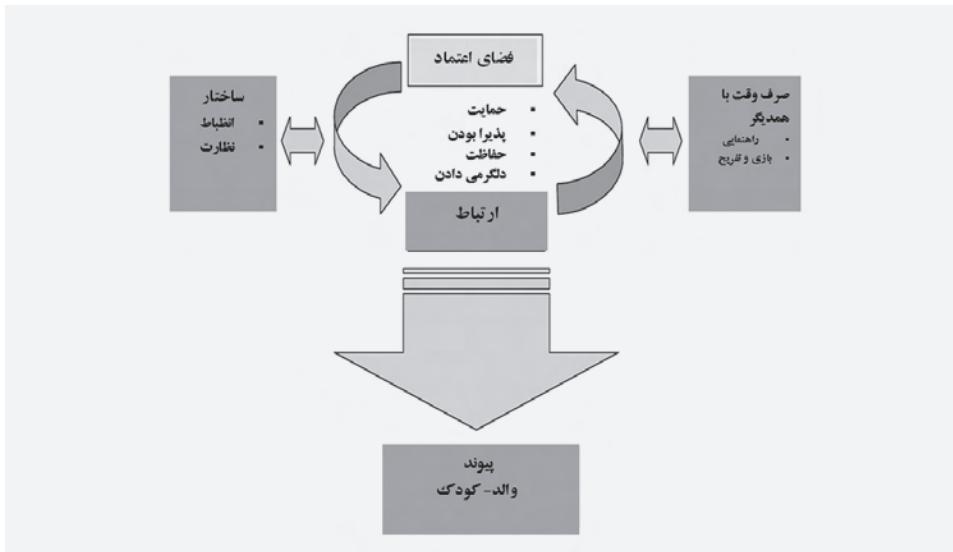 فضای اعتماد
صرف وقت با
همدیگر
▪ راهنمایی
▪ بازی و تفریح
▪ حمایت
▪ پذیرا بودن
▪ حفاظت
▪ دلگرمی دادن
ساختار
▪ انظباط
▪ نظارت
ارتباط
پیوند
والد- کودک